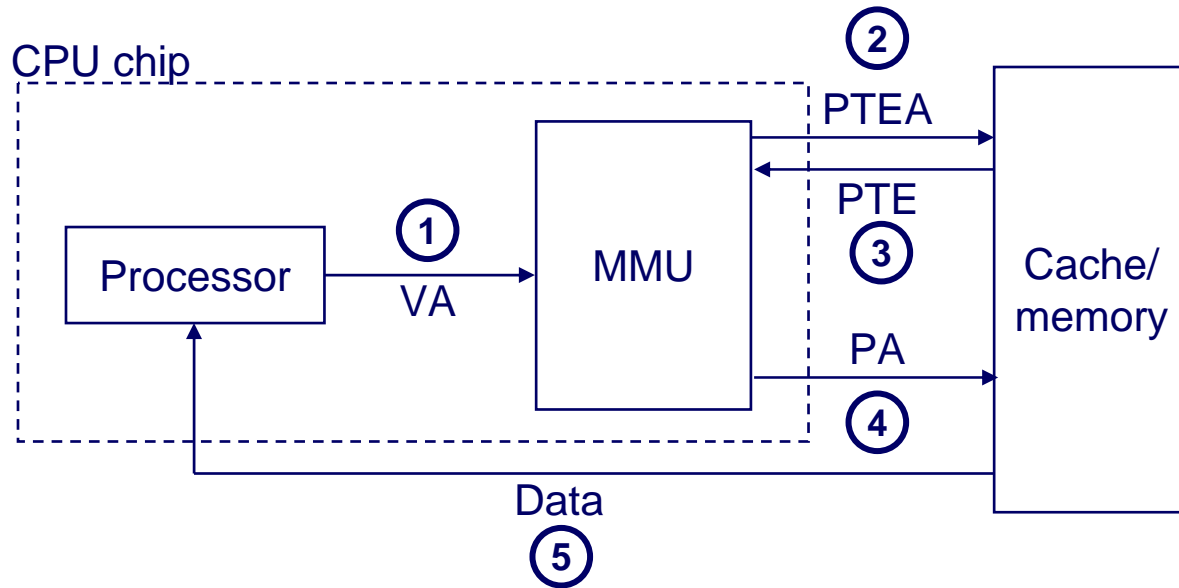 2
CPU chip
PTEA
1
PTE
3
Processor
MMU
VA
Cache/
memory
PA
4
Data
5